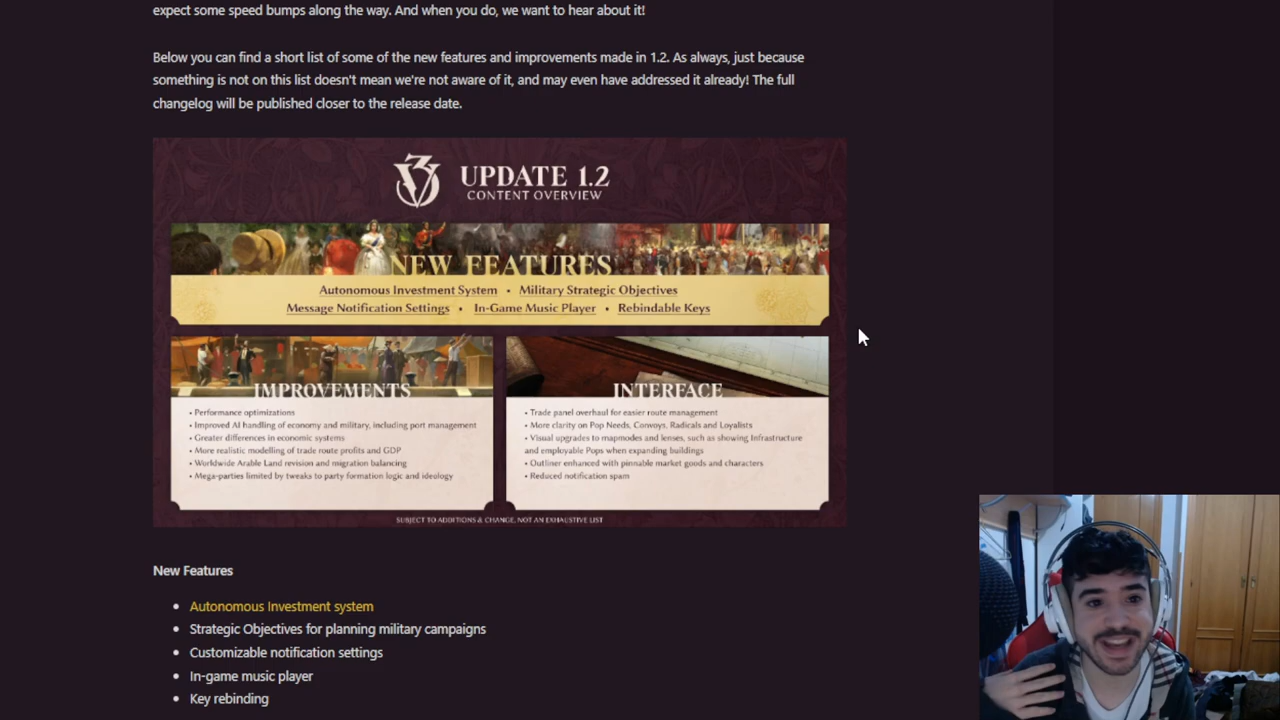 expect some speed bumps along the way. And when you do, we want to hear about it!
Below you can find a short list of some of the new features and improvements made in 1.2. As always, just because
something is not on this list doesn't mean we're not aware of it, and may even have addressed it already! The full
changelog will be published closer to the release date.
UPDATE 1.2
CONTENT OVERVIEW
NEW FEATURES
Autonomous Investment System • Military Strategic Objectives
Message Notification Settings • In-Game Music Player • Rebindable Keys
IMPROVEMENTS
• Performance optimizations
• Improved AI handling of economy and military, including port management
• Greater differences in economic systems
• More realistic modelling of trade route profits and GDP
• Worldwide Arable Land revision and migration balancing
• Mega-parties limited by tweaks to party formation logic and ideology
INTERFACE
• Trade panel overhaul for easier route management
• More clarity on Pop Needs, Convoys, Radicals and Loyalists
• Visual upgrades to mapmodes and lenses, such as showing Infrastructure
and employable Pops when expanding buildings
• Outliner enhanced with pinnable market goods and characters
• Reduced notification spam
SUBJECT TO ADDITIONS & CHANGE, NOT AN EXHAUSTIVE LIST
New Features
• Autonomous Investment system
• Strategic Objectives for planning military campaigns
• Customizable notification settings
• In-game music player
• Key rebinding